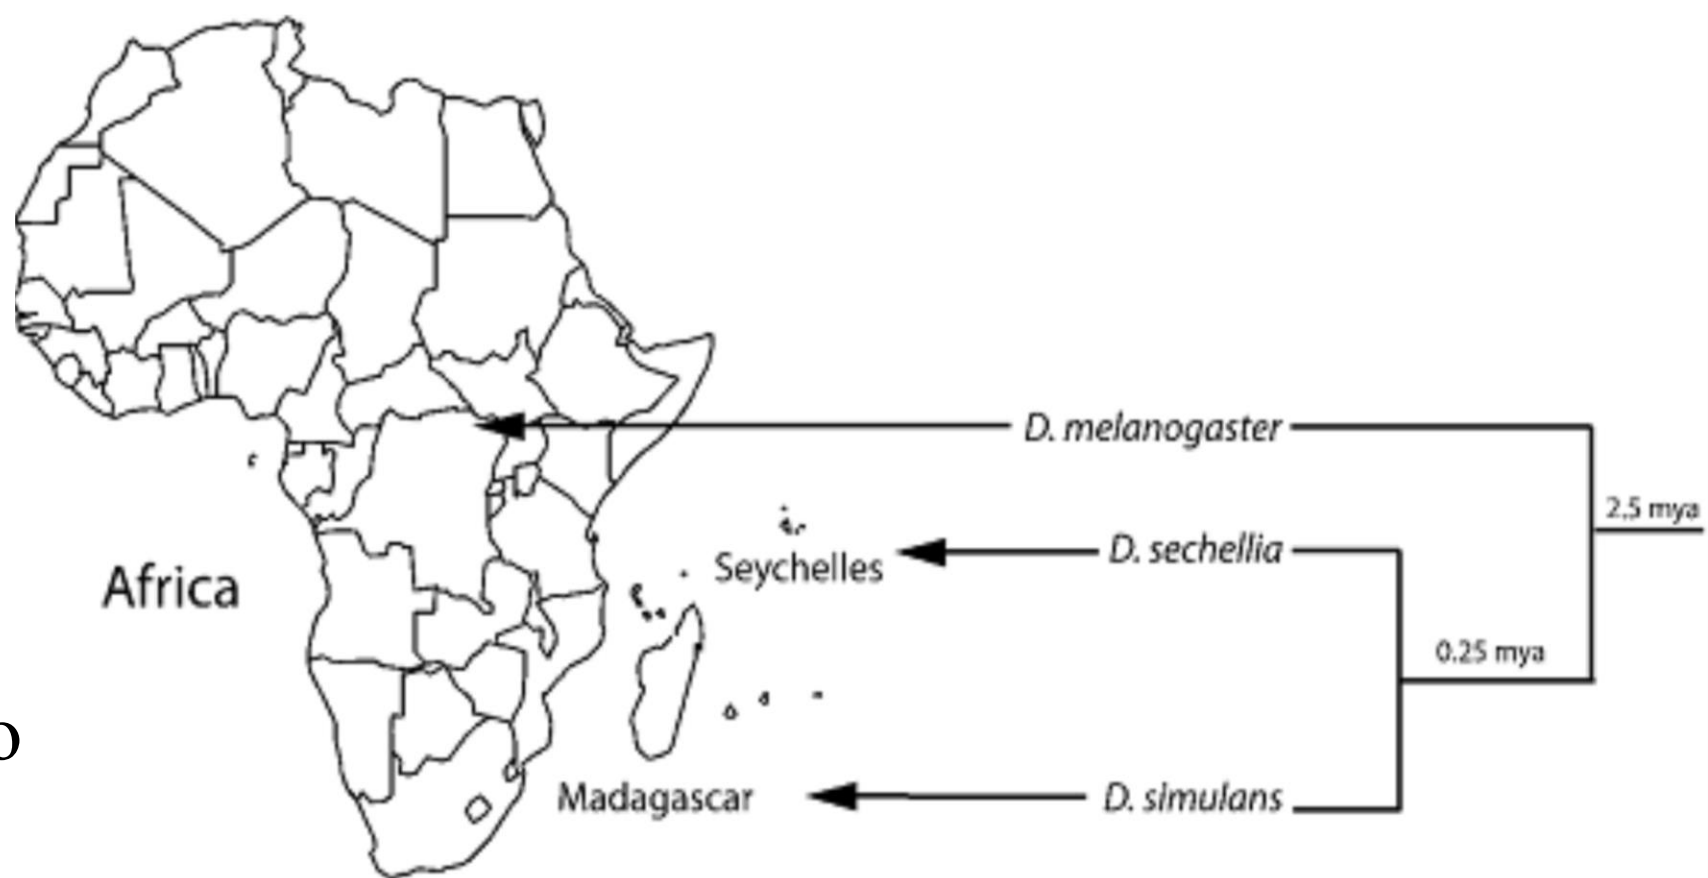 D. melanogaster
2.5 mya
D. sechellia
Seychelles
Africa
0.25 mya
o
Madagascar
D. simulans